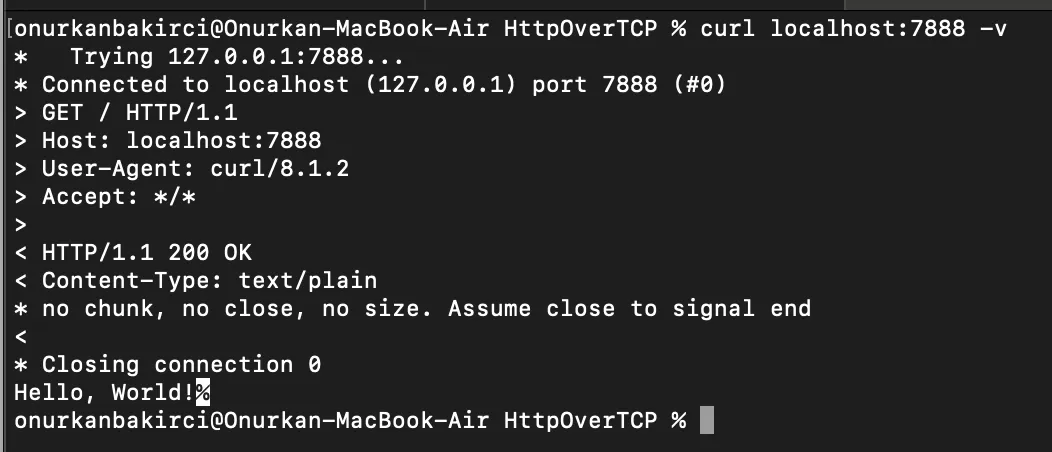 [onurkanbakirci@Onurkan-MacBook-Air HttpOverTCP % curl localhost:7888 -v
*   Trying 127.0.0.1:7888...
* Connected to localhost (127.0.0.1) port 7888 (#0)
> GET / HTTP/1.1
> Host: localhost:7888
> User-Agent: curl/8.1.2
> Accept: */*
>
< HTTP/1.1 200 OK
< Content-Type: text/plain
* no chunk, no close, no size. Assume close to signal end
<
* Closing connection 0
Hello, World!%
onurkanbakirci@Onurkan-MacBook-Air HttpOverTCP %